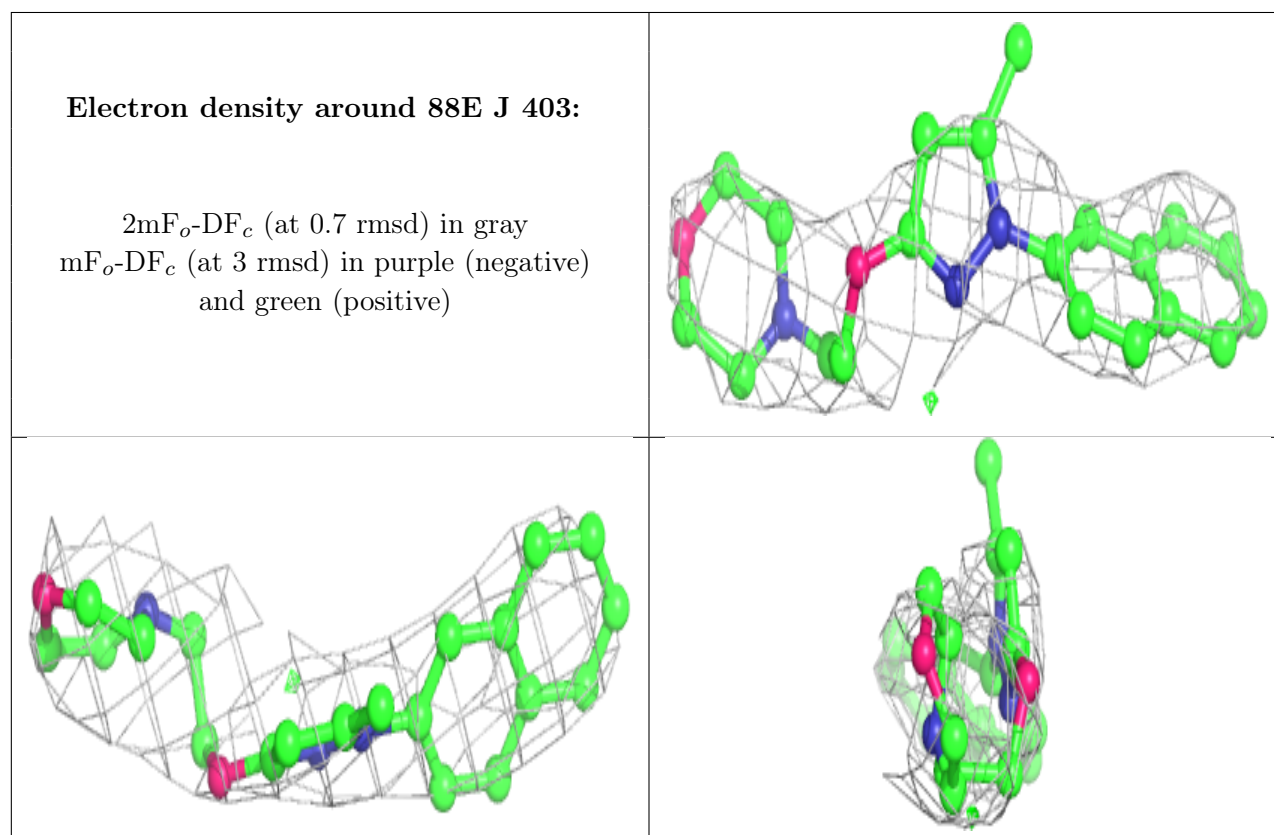 Electron density around 88E J 403:
2mFo-DFc (at 0.7 rmsd) in gray
mFo-DFc (at 3 rmsd) in purple (negative)
and green (positive)